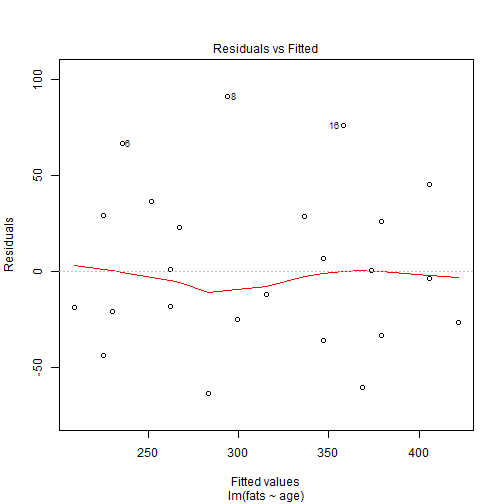 Residuals vs Fitted
100
50
0
-50
Residuals
6
8
16
250 300 350 400
Fitted values
lm(fats ~ age)